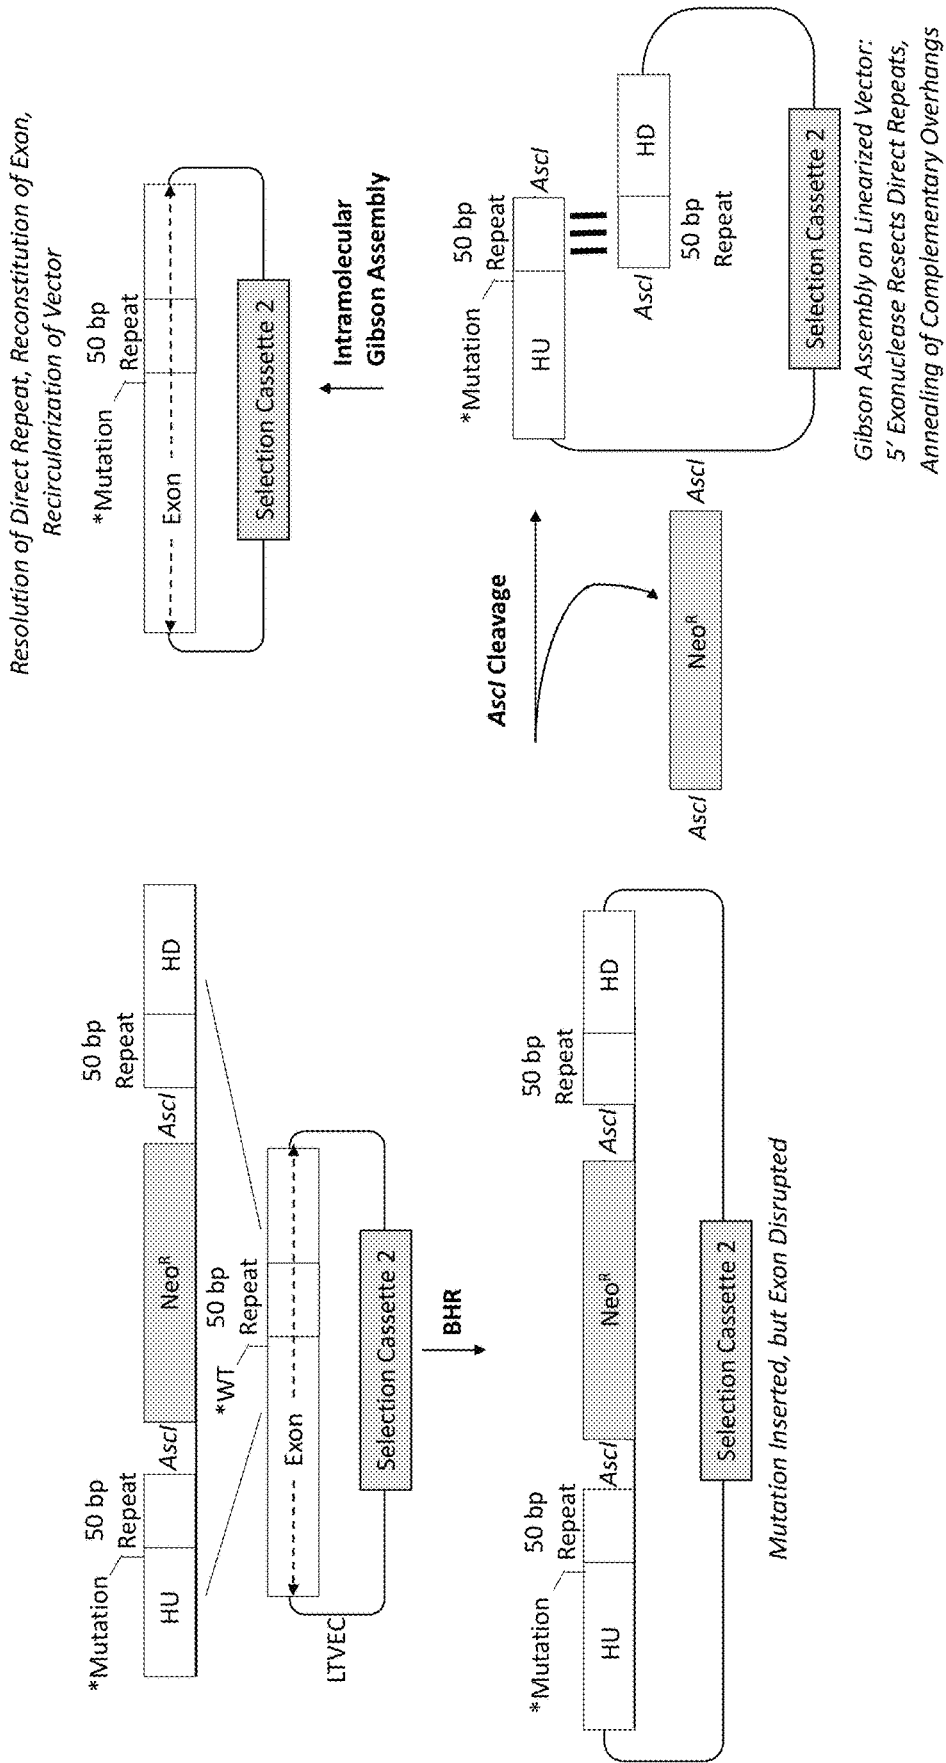 *Mutation
50 bp
Repeat
50 bp
Repeat
HU
AscI
Neo^R
AscI
HD
*WT
50 bp
Repeat
LTVEC
Exon
Selection Cassette 2
BHR
*Mutation
50 bp
Repeat
50 bp
Repeat
HU
AscI
Neo^R
AscI
HD
Selection Cassette 2
Mutation Inserted, but Exon Disrupted
AscI Cleavage
AscI
Neo^R
AscI
*Mutation
50 bp
Repeat
HU
AscI
AscI
HD
50 bp
Repeat
Selection Cassette 2
Gibson Assembly on Linearized Vector:
5' Exonuclease Resects Direct Repeats,
Annealing of Complementary Overhangs
Intramolecular
Gibson Assembly
Resolution of Direct Repeat, Reconstitution of Exon,
Recircularization of Vector
*Mutation
50 bp
Repeat
Exon
Selection Cassette 2